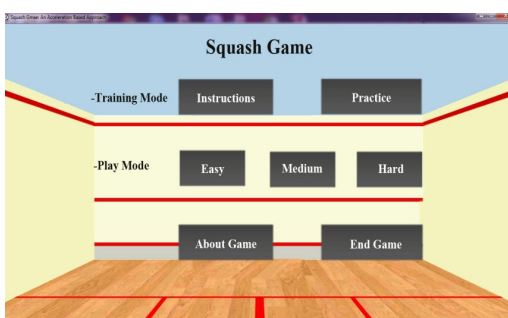 Squash Gmaer An Acceleration Based Approach
Squash Game
-Training Mode Instructions Practice
-Play Mode Easy Medium Hard
About Game End Game